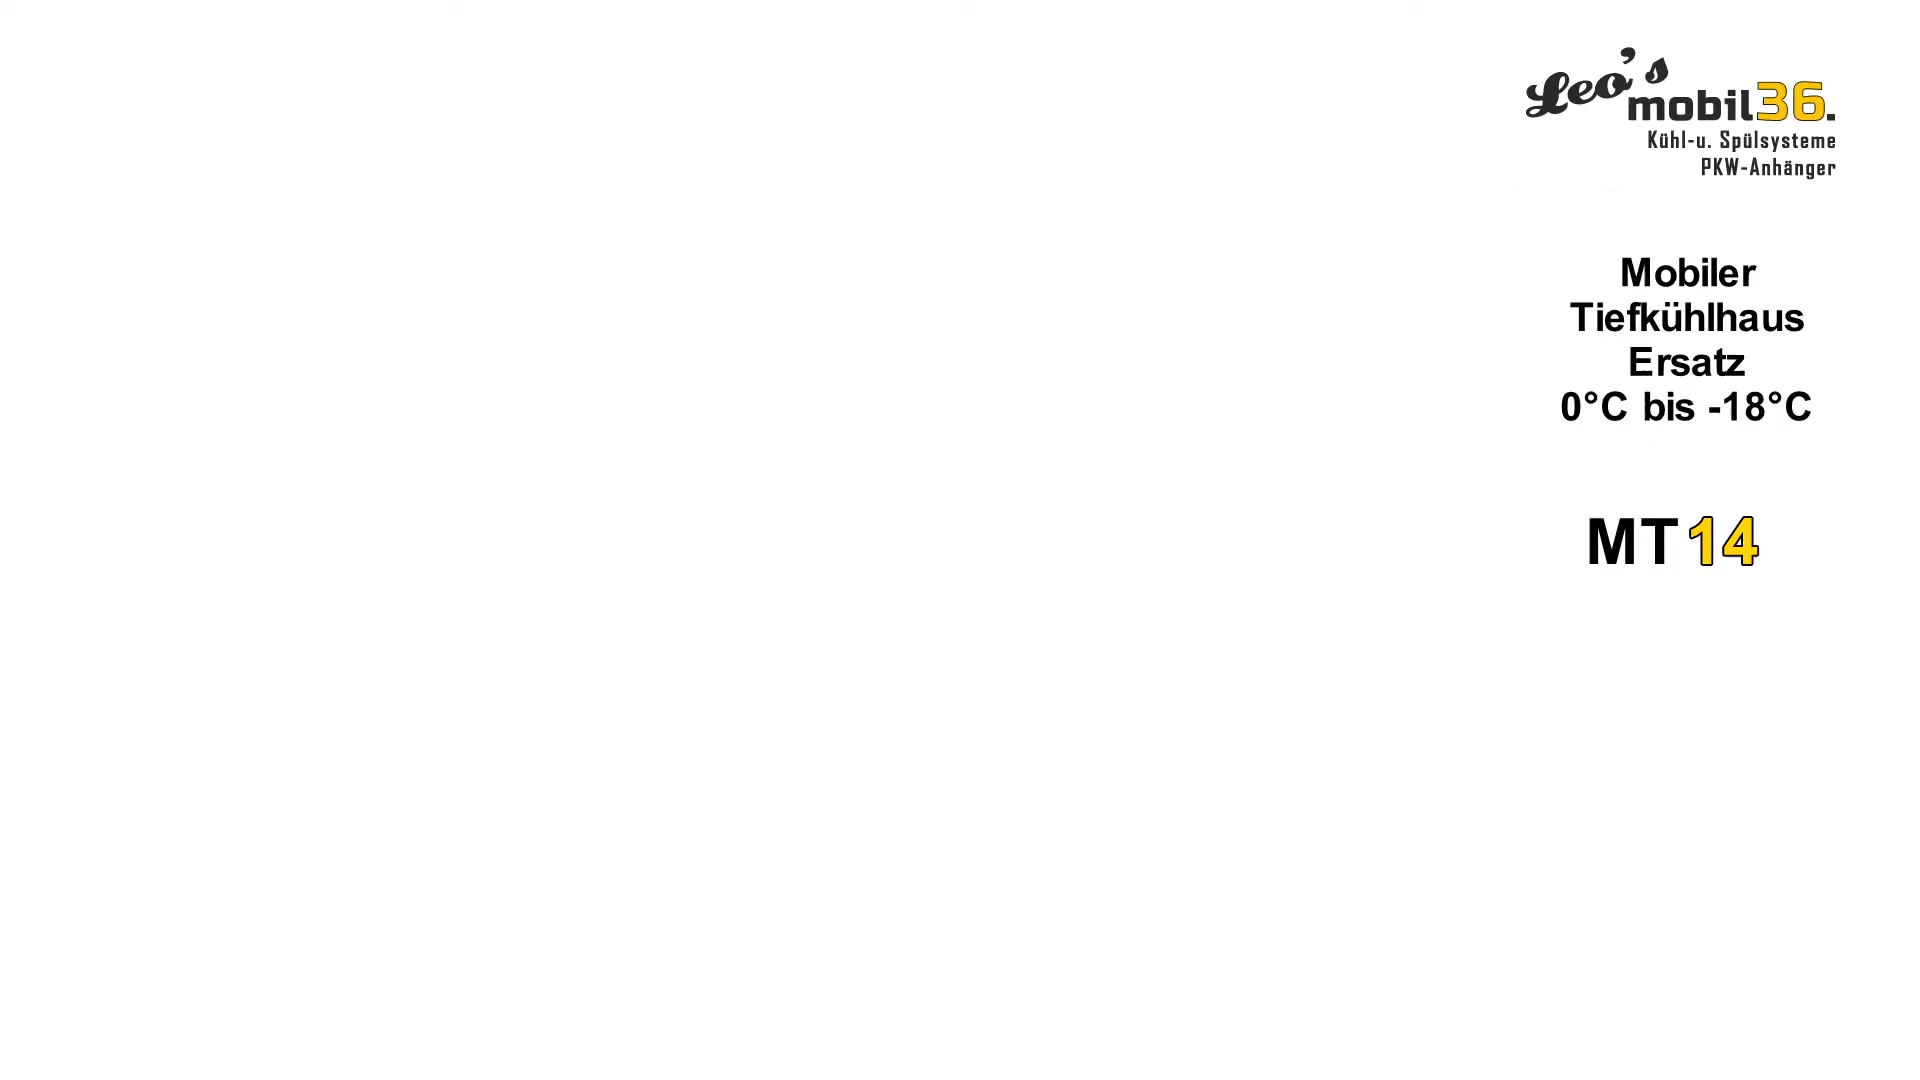 Leo's
mobil36.
Kühl-u. Spülsysteme
PKW-Anhänger
Mobiler
Tiefkühlhaus
Ersatz
0°C bis -18°C
MT14